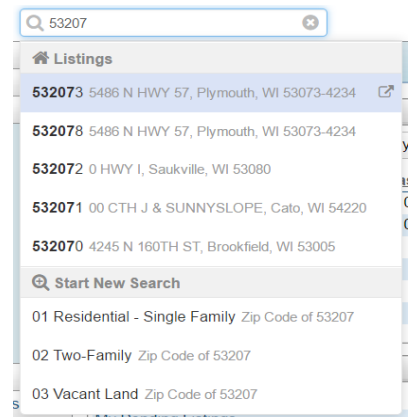 53207
Listings
532073 5486 N HWY 57, Plymouth, WI 53073-4234
532078 5486 N HWY 57, Plymouth, WI 53073-4234
532072 0 HWY I, Saukville, WI 53080
532071 00 CTH J & SUNNYSLOPE, Cato, WI 54220
532070 4245 N 160TH ST, Brookfield, WI 53005
Start New Search
01 Residential - Single Family Zip Code of 53207
02 Two-Family Zip Code of 53207
03 Vacant Land Zip Code of 53207